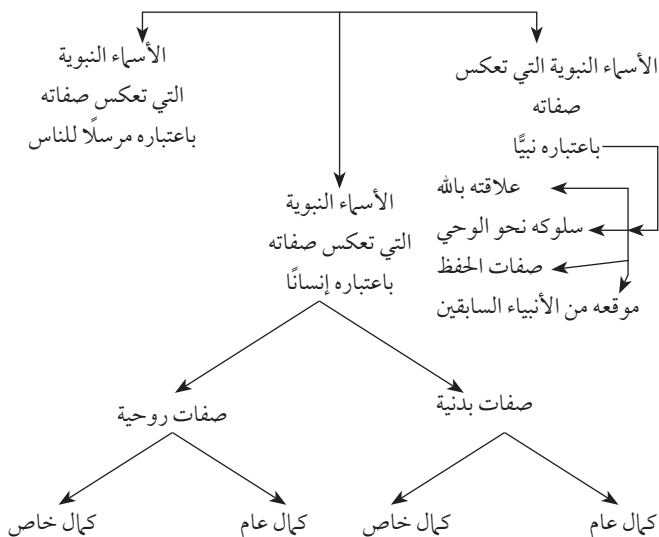 الأسماء النبوية التي تعكس
صفاته
باعتباره نبيًّا
علاقته بالله
سلوكه نحو الوحي
صفات الحفظ
موقعه من الأنبياء السابقين
الأسماء النبوية
التي تعكس صفاته
باعتباره إنسانًا
الأسماء النبوية
التي تعكس صفاته
باعتباره مرسلًا للناس
صفات بدنية
صفات روحية
كمال عام
كمال خاص
كمال عام
كمال خاص